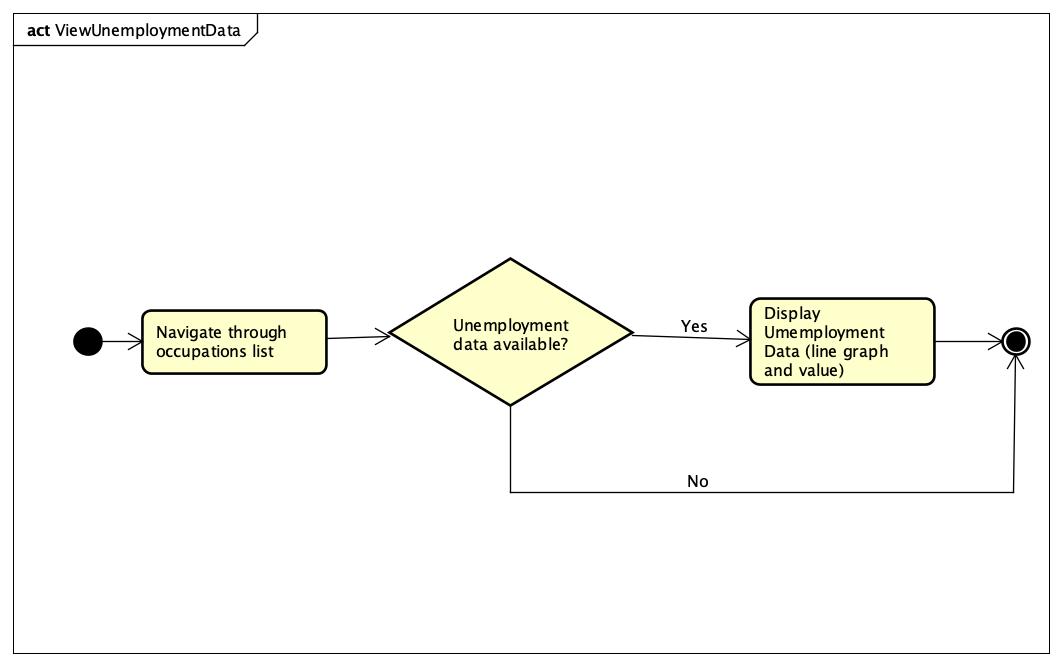 act ViewUnemploymentData
Navigate through
occupations list
Unemployment
data available?
Yes
Display
Umemployment
Data (line graph
and value)
No